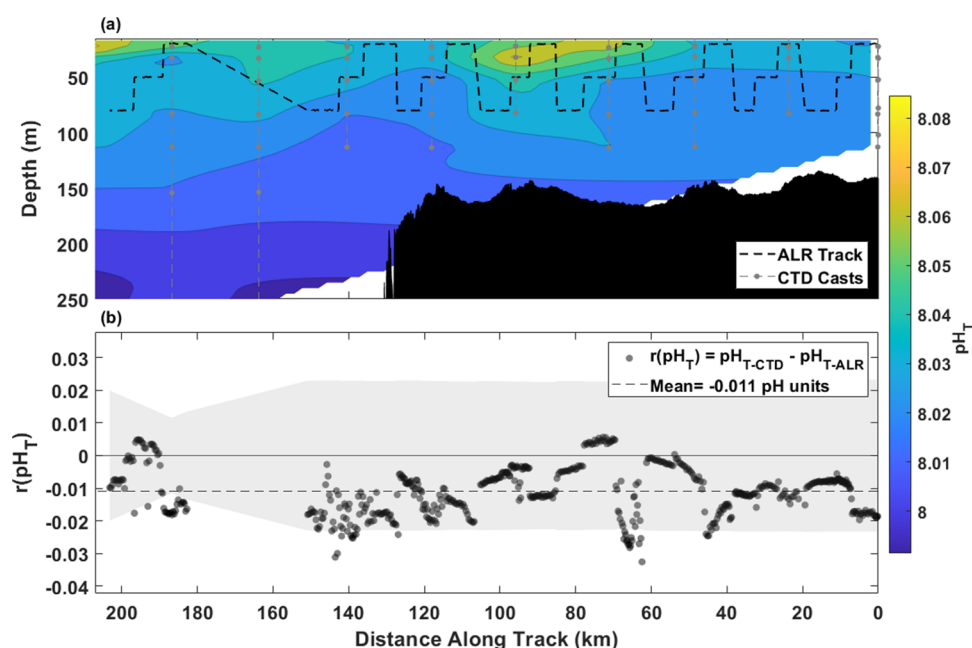 (a)
50
100
150
200
250
Depth (m)
ALR Track
CTD Casts
8.08
8.07
8.06
8.05
8.04
8.03
8.02
8.01
8
pH_T
(b)
0.03
0.02
0.01
0
-0.01
-0.02
-0.03
-0.04
r(pH_T)
r(pH_T) = pH_T-CTD - pH_T-ALR
Mean= -0.011 pH units
200 180 160 140 120 100 80 60 40 20 0
Distance Along Track (km)